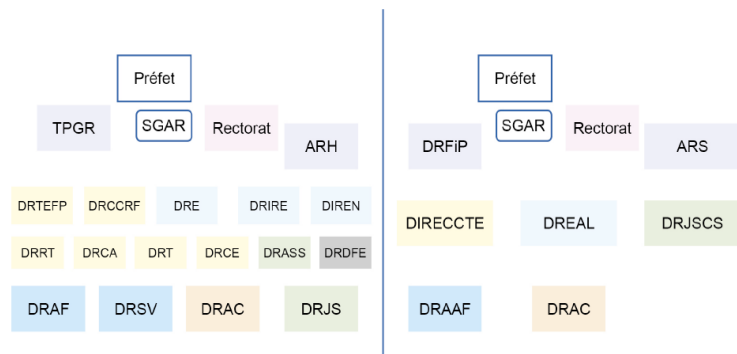 Préfet
TPGR
SGAR
Rectorat
ARH
DRTEFP
DRCCRF
DRE
DRIRE
DIREN
DRRT
DRCA
DRT
DRCE
DRASS
DRDFE
DRAF
DRSV
DRAC
DRJS
Préfet
DRFiP
SGAR
Rectorat
ARS
DIRECCTE
DREAL
DRJSCS
DRAAF
DRAC